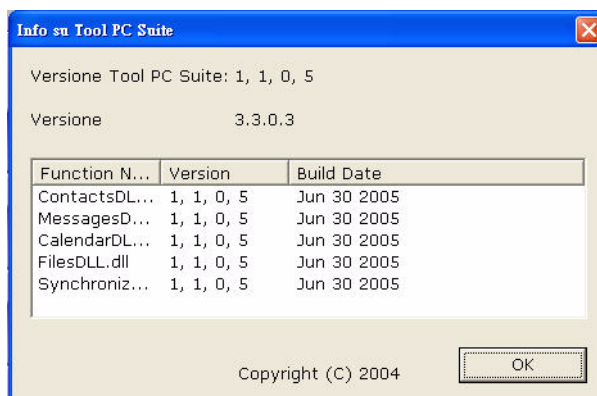 Info su Tool PC Suite
Versione Tool PC Suite: 1, 1, 0, 5
Versione 3.3.0.3
Function N... Version Build Date
ContactsDL... 1, 1, 0, 5 Jun 30 2005
MessagesD... 1, 1, 0, 5 Jun 30 2005
CalendarDL... 1, 1, 0, 5 Jun 30 2005
FilesDLL.dll 1, 1, 0, 5 Jun 30 2005
Synchroniz... 1, 1, 0, 5 Jun 30 2005
Copyright (C) 2004
OK